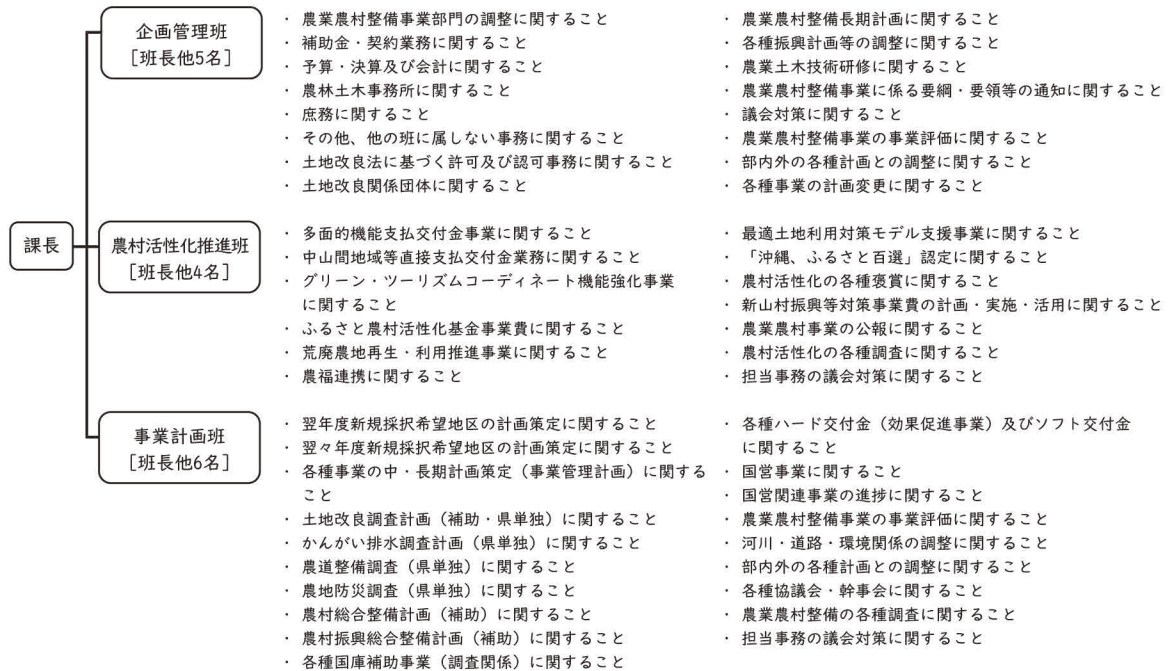 課長
企画管理班
［班長他5名］
・ 農業農村整備事業部門の調整に関すること
・ 補助金・契約業務に関すること
・ 予算・決算及び会計に関すること
・ 農林土木事務所に関すること
・ 庶務に関すること
・ その他、他の班に属しない事務に関すること
・ 土地改良法に基づく許可及び認可事務に関すること
・ 土地改良関係団体に関すること
・ 農業農村整備長期計画に関すること
・ 各種振興計画等の調整に関すること
・ 農業土木技術研修に関すること
・ 農業農村整備事業に係る要綱・要領等の通知に関すること
・ 議会対策に関すること
・ 農業農村整備事業の事業評価に関すること
・ 部内外の各種計画との調整に関すること
・ 各種事業の計画変更に関すること
農村活性化推進班
［班長他4名］
・ 多面的機能支払交付金事業に関すること
・ 中山間地域等直接支払交付金業務に関すること
・ グリーン・ツーリズムコーディネート機能強化事業
に関すること
・ ふるさと農村活性化基金事業費に関すること
・ 荒廃農地再生・利用推進事業に関すること
・ 農福連携に関すること
・ 最適土地利用対策モデル支援事業に関すること
・ 「沖縄、ふるさと百選」認定に関すること
・ 農村活性化の各種褒賞に関すること
・ 新山村振興等対策事業費の計画・実施・活用に関すること
・ 農業農村事業の公報に関すること
・ 農村活性化の各種調査に関すること
・ 担当事務の議会対策に関すること
事業計画班
［班長他6名］
・ 翌年度新規採択希望地区の計画策定に関すること
・ 翌々年度新規採択希望地区の計画策定に関すること
・ 各種事業の中・長期計画策定（事業管理計画）に関する
こと
・ 土地改良調査計画（補助・県単独）に関すること
・ かんがい排水調査計画（県単独）に関すること
・ 農道整備調査（県単独）に関すること
・ 農地防災調査（県単独）に関すること
・ 農村総合整備計画（補助）に関すること
・ 農村振興総合整備計画（補助）に関すること
・ 各種国庫補助事業（調査関係）に関すること
・ 各種ハード交付金（効果促進事業）及びソフト交付金
に関すること
・ 国営事業に関すること
・ 国営関連事業の進捗に関すること
・ 農業農村整備事業の事業評価に関すること
・ 河川・道路・環境関係の調整に関すること
・ 部内外の各種計画との調整に関すること
・ 各種協議会・幹事会に関すること
・ 農業農村整備の各種調査に関すること
・ 担当事務の議会対策に関すること